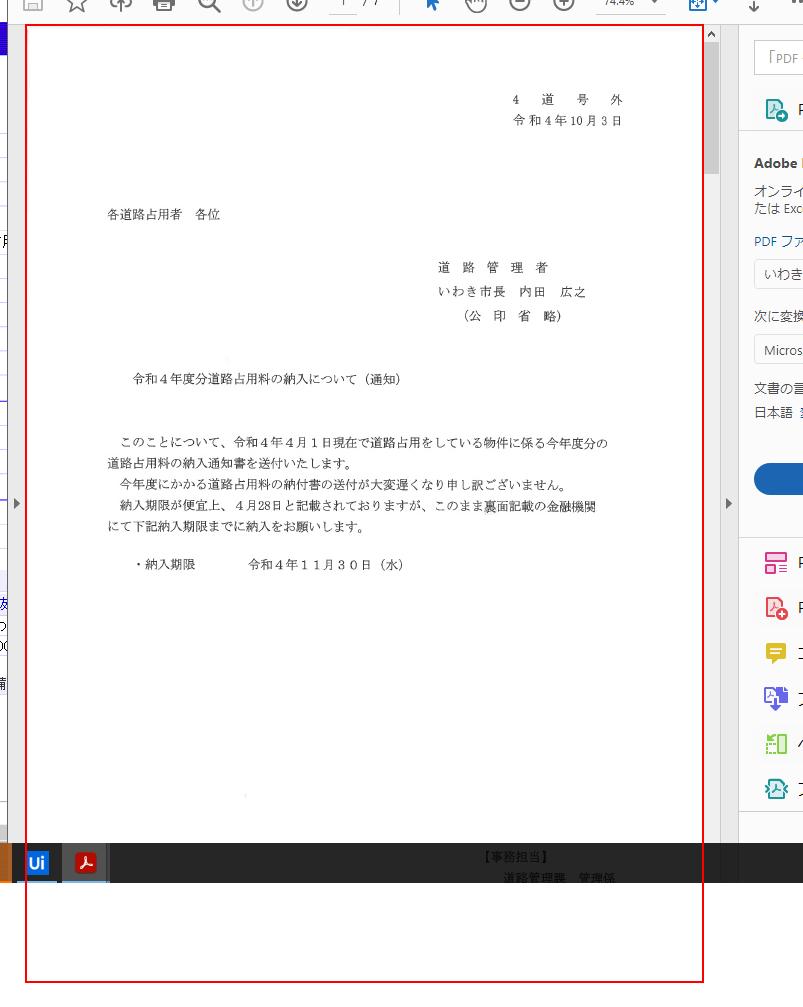 1 / 7
74.4%
4 道 号 外
令和4年10月3日
各道路占用者 各位
道 路 管 理 者
いわき市長 内田 広之
(公 印 省 略)
令和４年度分道路占用料の納入について（通知）
このことについて、令和４年４月１日現在で道路占用をしている物件に係る今年度分の
道路占用料の納入通知書を送付いたします。
今年度にかかる道路占用料の納付書の送付が大変遅くなり申し訳ございません。
納入期限が便宜上、４月28日と記載されておりますが、このまま裏面記載の金融機関
にて下記納入期限までに納入をお願いします。
・納入期限 令和４年１１月３０日（水）
【事務担当】
道路管理課 管理係
「PDF
Adobe
オンライ
たは Exc
PDF ファ
いわき
次に変換
Micros
文書の言
日本語
Ui